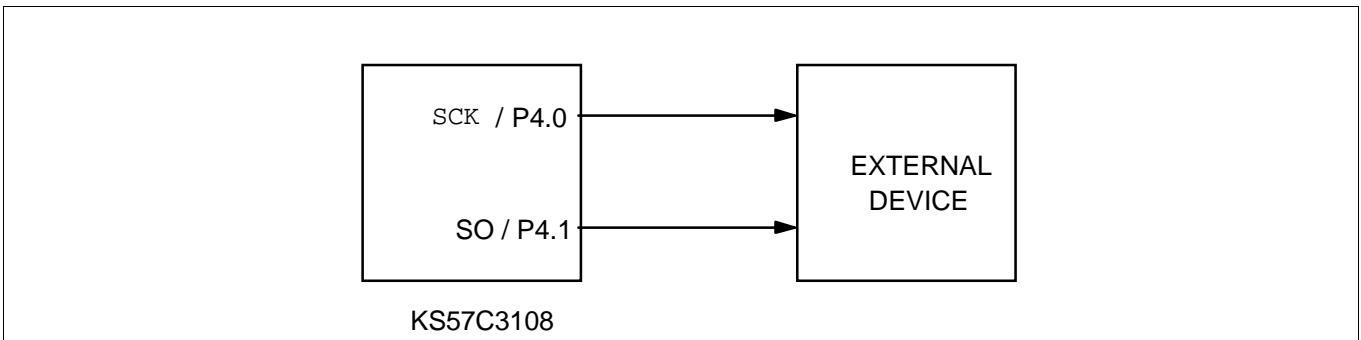 SCK / P4.0
SO / P4.1
EXTERNAL
DEVICE
KS57C3108